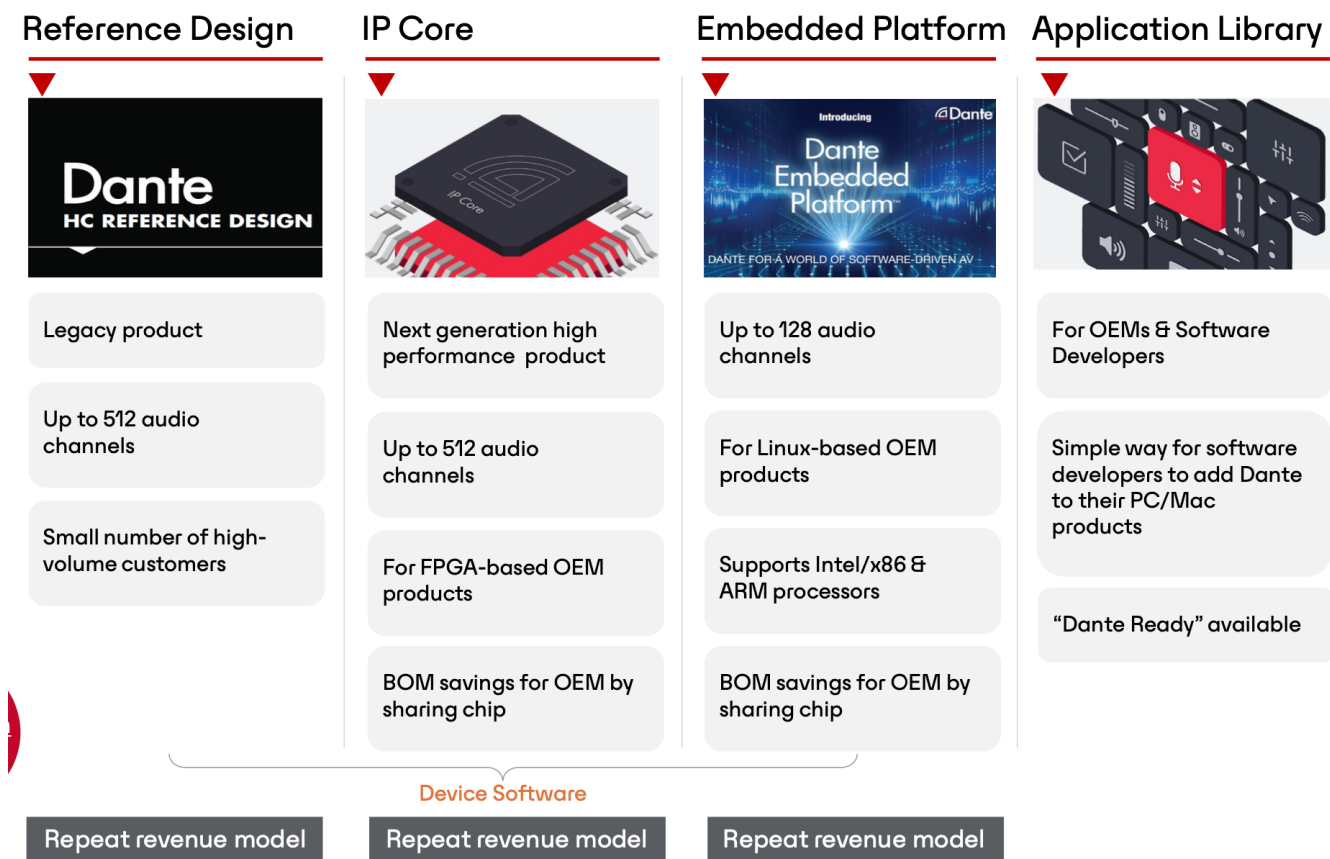 Reference Design
IP Core
Embedded Platform
Application Library
Dante
HC REFERENCE DESIGN
IP Core
Introducing
Dante
Dante
Embedded
Platform™
DANTE FOR A WORLD OF SOFTWARE-DRIVEN AV
Legacy product
Up to 512 audio
channels
Small number of high-
volume customers
Next generation high
performance product
Up to 512 audio
channels
For FPGA-based OEM
products
BOM savings for OEM by
sharing chip
Up to 128 audio
channels
For Linux-based OEM
products
Supports Intel/x86 &
ARM processors
BOM savings for OEM by
sharing chip
For OEMs & Software
Developers
Simple way for software
developers to add Dante
to their PC/Mac
products
“Dante Ready” available
Device Software
Repeat revenue model
Repeat revenue model
Repeat revenue model